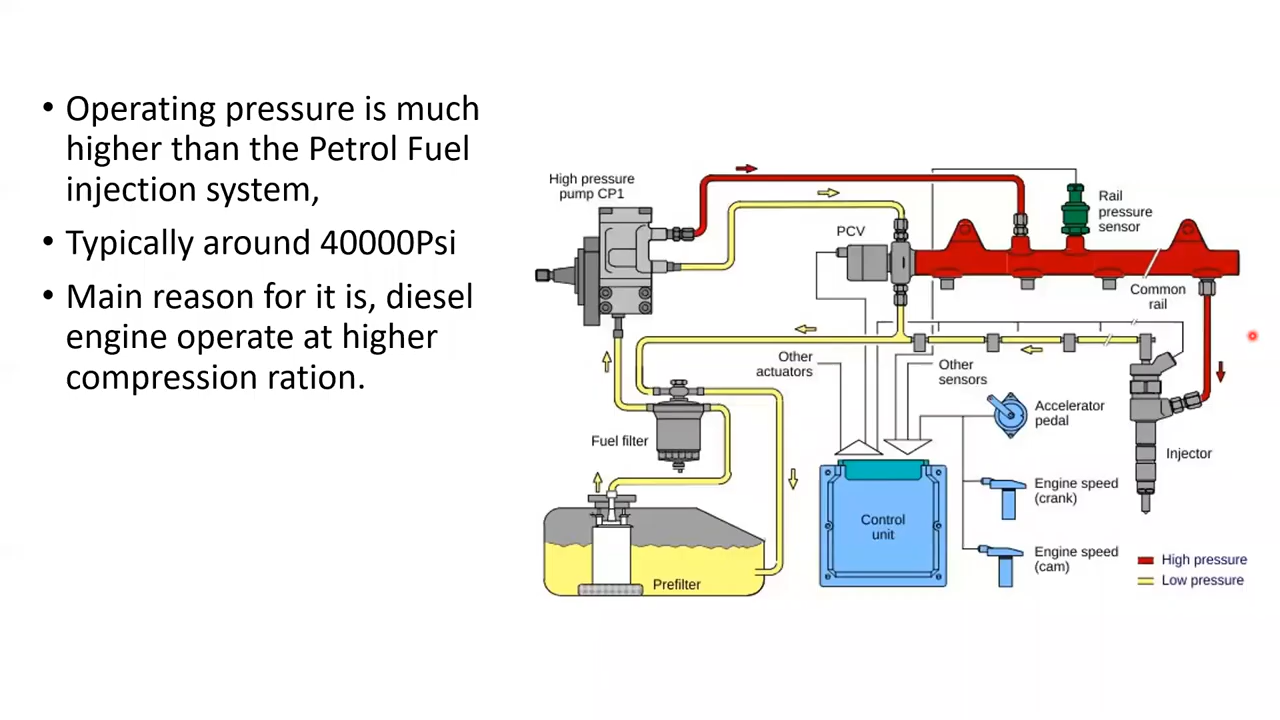 • Operating pressure is much
higher than the Petrol Fuel
injection system,
• Typically around 40000Psi
• Main reason for it is, diesel
engine operate at higher
compression ration.
High pressure
pump CP1
PCV
Rail
pressure
sensor
Common
rail
Other
actuators
Other
sensors
Accelerator
pedal
Fuel filter
Injector
Engine speed
(crank)
Control
unit
Engine speed
(cam)
Prefilter
High pressure
Low pressure